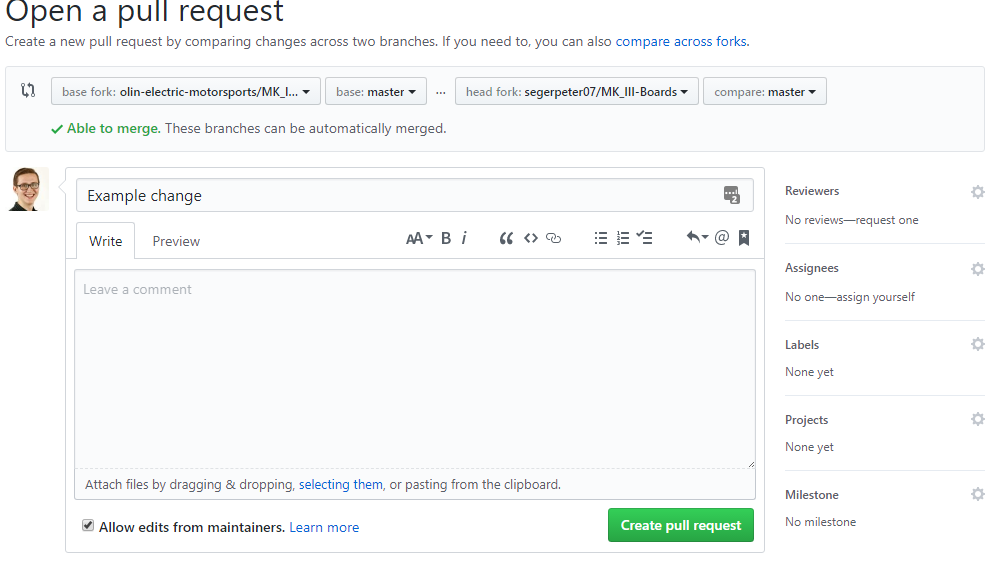 Open a pull request
Create a new pull request by comparing changes across two branches. If you need to, you can also compare across forks.
base fork: olin-electric-motorsports/MK_I... base: master ... head fork: segerpeter07/MK_III-Boards compare: master
Able to merge. These branches can be automatically merged.
Example change 2
Write Preview AA B i
Leave a comment
Attach files by dragging & dropping, selecting them, or pasting from the clipboard.
Allow edits from maintainers. Learn more Create pull request
Reviewers
No reviews—request one
Assignees
No one—assign yourself
Labels
None yet
Projects
None yet
Milestone
No milestone